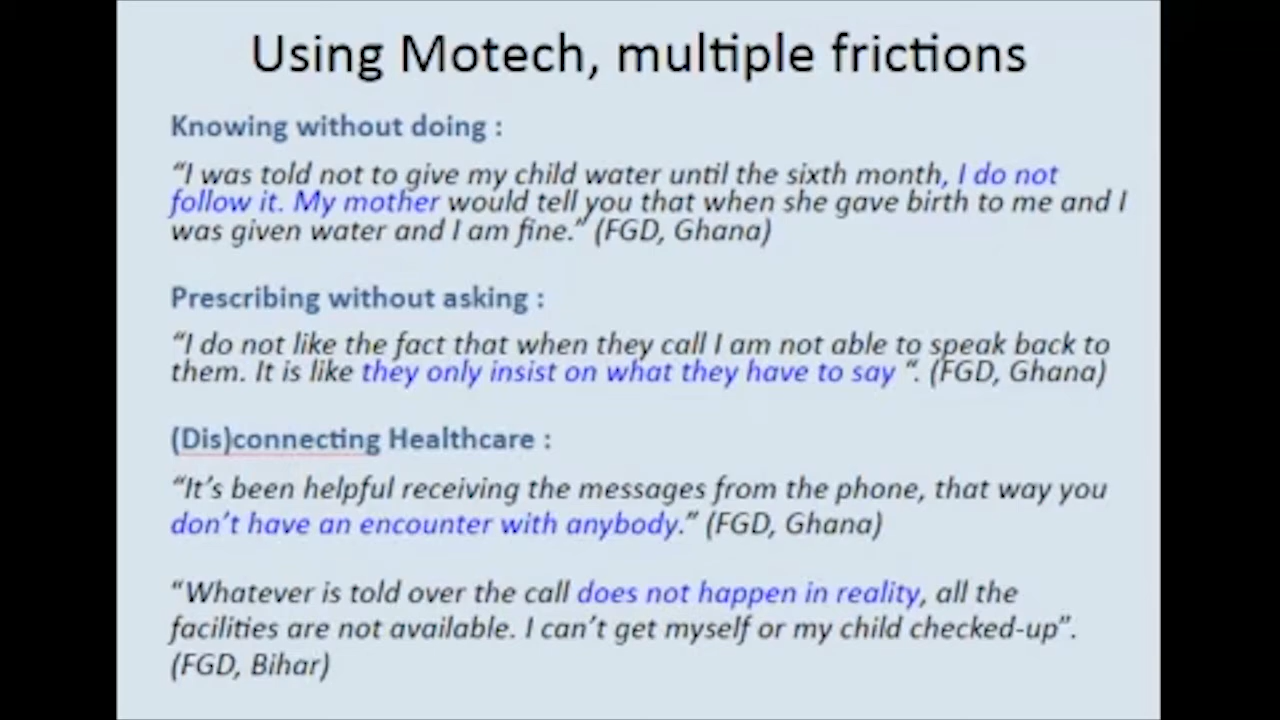 Using Motech, multiple frictions
Knowing without doing :
“I was told not to give my child water until the sixth month, I do not
follow it. My mother would tell you that when she gave birth to me and I
was given water and I am fine.” (FGD, Ghana)
Prescribing without asking :
“I do not like the fact that when they call I am not able to speak back to
them. It is like they only insist on what they have to say “. (FGD, Ghana)
(Dis)connecting Healthcare :
“It’s been helpful receiving the messages from the phone, that way you
don’t have an encounter with anybody.” (FGD, Ghana)
“Whatever is told over the call does not happen in reality, all the
facilities are not available. I can’t get myself or my child checked-up”.
(FGD, Bihar)